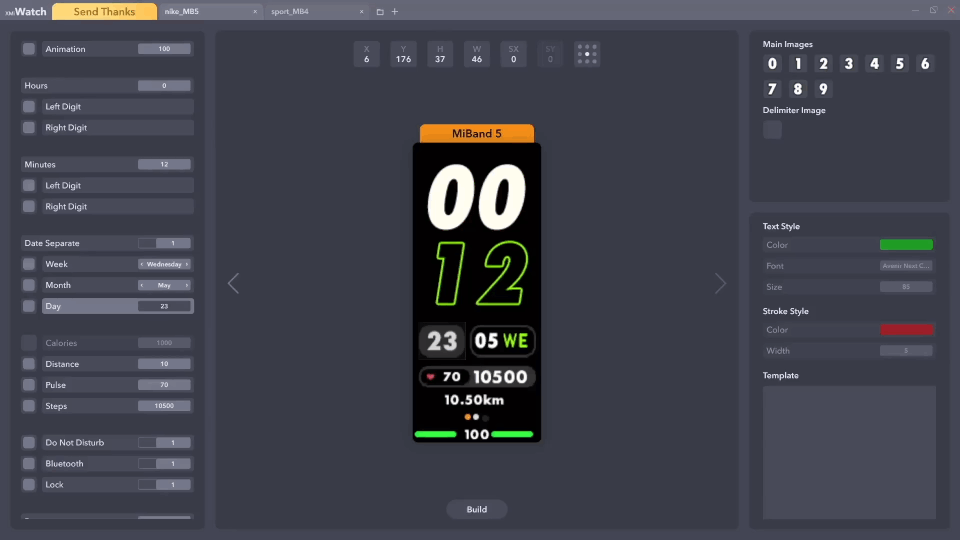 XMiWatch
Send Thanks
nike_MB5
sport_MB4
Animation 100
Hours 0
Left Digit
Right Digit
Minutes 12
Left Digit
Right Digit
Date Separate 1
Week Wednesday
Month May
Day 23
Calories 1000
Distance 10
Pulse 70
Steps 10500
Do Not Disturb 1
Bluetooth 1
Lock 1
X Y H W SX SY
6 176 37 46 0 0
MiBand 5
00
12
23 05 WE
70 10500
10.50km
100
Build
Main Images
0 1 2 3 4 5 6
7 8 9
Delimiter Image
Text Style
Color
Font Avenir Next C...
Size
Stroke Style
Color
Width
Template